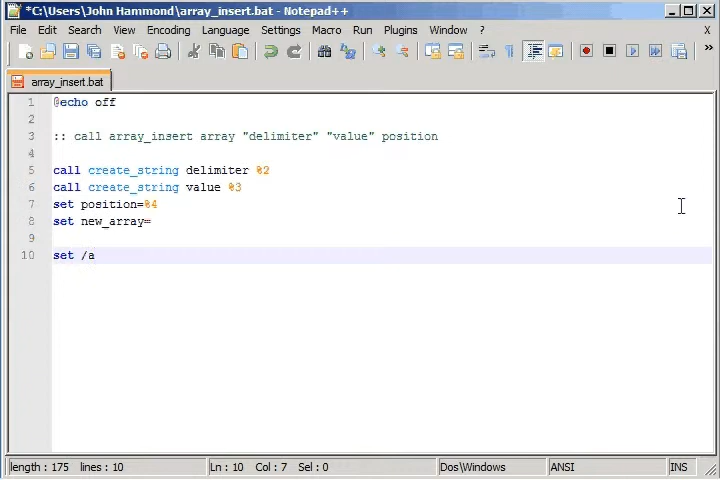 *C:\Users\John Hammond\array_insert.bat - Notepad++
File Edit Search View Encoding Language Settings Macro Run Plugins Window ? X
array_insert.bat
1 @echo off
2
3 :: call array_insert array "delimiter" "value" position
4
5 call create_string delimiter %2
6 call create_string value %3
7 set position=%4
8 set new_array=
9
10 set /a
length : 175 lines : 10 Ln : 10 Col : 7 Sel : 0 Dos\Windows ANSI INS